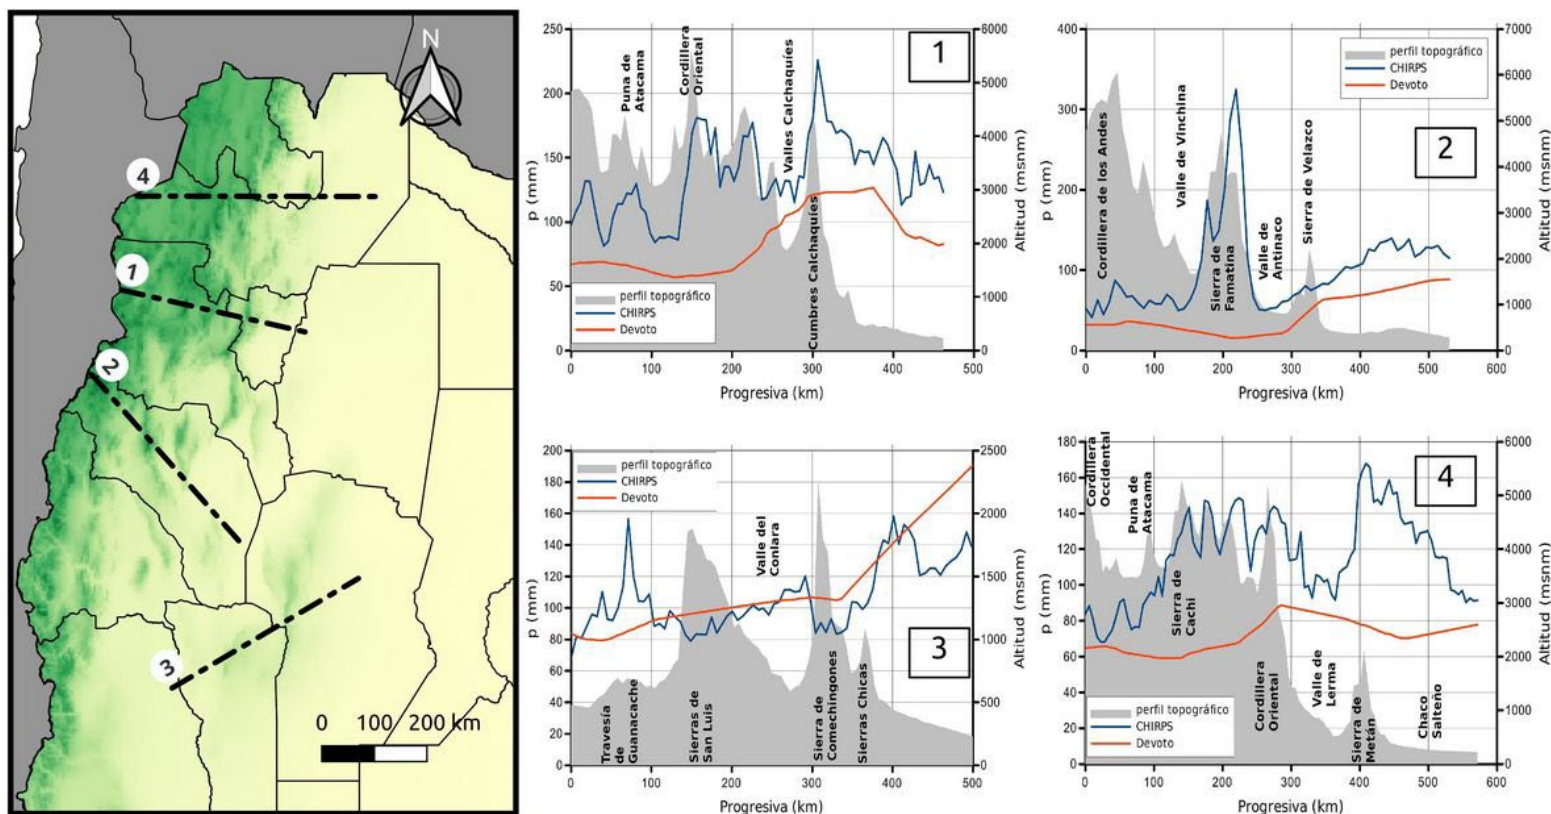 N
4
1
2
3
0 100 200 km
1
250
200
150
100
50
0
p (mm)
6000
5000
4000
3000
2000
1000
0
Altitud (msnm)
Puna de
Atacama
Cordillera
Oriental
Valles Calchaquíes
Cumbres Calchaquíes
perfil topográfico
CHIRPS
Devoto
0 100 200 300 400 500
Progresiva (km)
2
400
300
200
100
0
p (mm)
7000
6000
5000
4000
3000
2000
1000
0
Altitud (msnm)
perfil topográfico
CHIRPS
Devoto
Cordillera de los Andes
Valle de Vinchina
Sierra de
Famatina
Valle de
Antinaco
Sierra de Velazco
0 100 200 300 400 500 600
Progresiva (km)
3
200
180
160
140
120
100
80
60
40
20
0
p (mm)
2500
2000
1500
1000
500
0
Altitud (msnm)
perfil topográfico
CHIRPS
Devoto
Travesía
de
Guanacache
Sierras de
San Luis
Valle del
Conlara
Sierra de
Comechingones
Sierras Chicas
0 100 200 300 400 500
Progresiva (km)
4
180
160
140
120
100
80
60
40
20
0
p (mm)
6000
5000
4000
3000
2000
1000
0
Altitud (msnm)
Cordillera
Occidental
Puna de
Atacama
Sierra de
Cachi
Cordillera
Oriental
Valle de
Lerma
Sierra de
Metán
Chaco
Salteño
perfil topográfico
CHIRPS
Devoto
0 100 200 300 400 500 600
Progresiva (km)